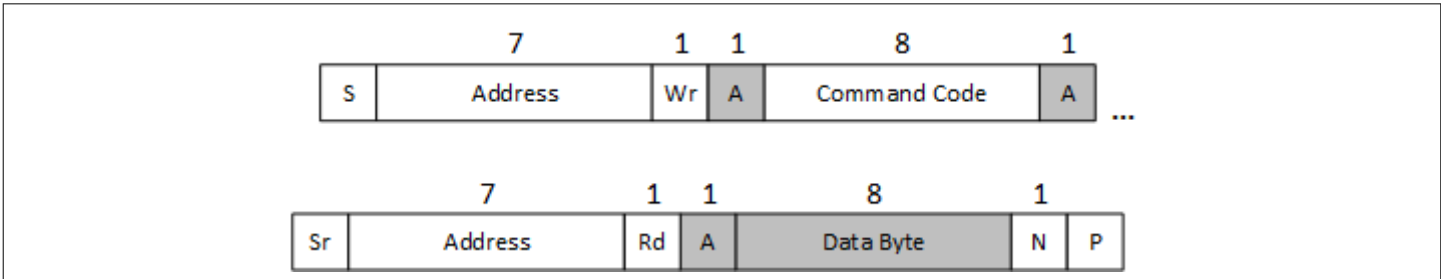 7 1 1 8 1
S Address Wr A Command Code A ...
7 1 1 8 1
Sr Address Rd A Data Byte N P